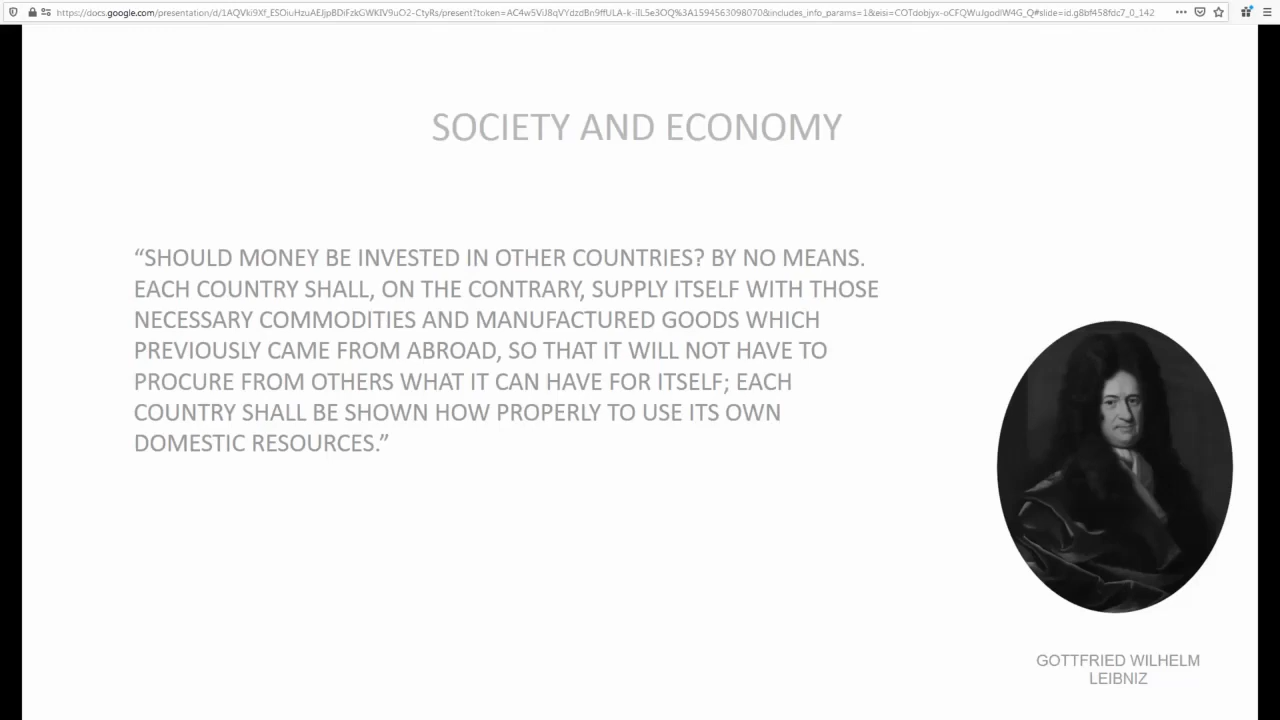 SOCIETY AND ECONOMY
“SHOULD MONEY BE INVESTED IN OTHER COUNTRIES? BY NO MEANS.
EACH COUNTRY SHALL, ON THE CONTRARY, SUPPLY ITSELF WITH THOSE
NECESSARY COMMODITIES AND MANUFACTURED GOODS WHICH
PREVIOUSLY CAME FROM ABROAD, SO THAT IT WILL NOT HAVE TO
PROCURE FROM OTHERS WHAT IT CAN HAVE FOR ITSELF; EACH
COUNTRY SHALL BE SHOWN HOW PROPERLY TO USE ITS OWN
DOMESTIC RESOURCES.”
GOTTFRIED WILHELM
LEIBNIZ